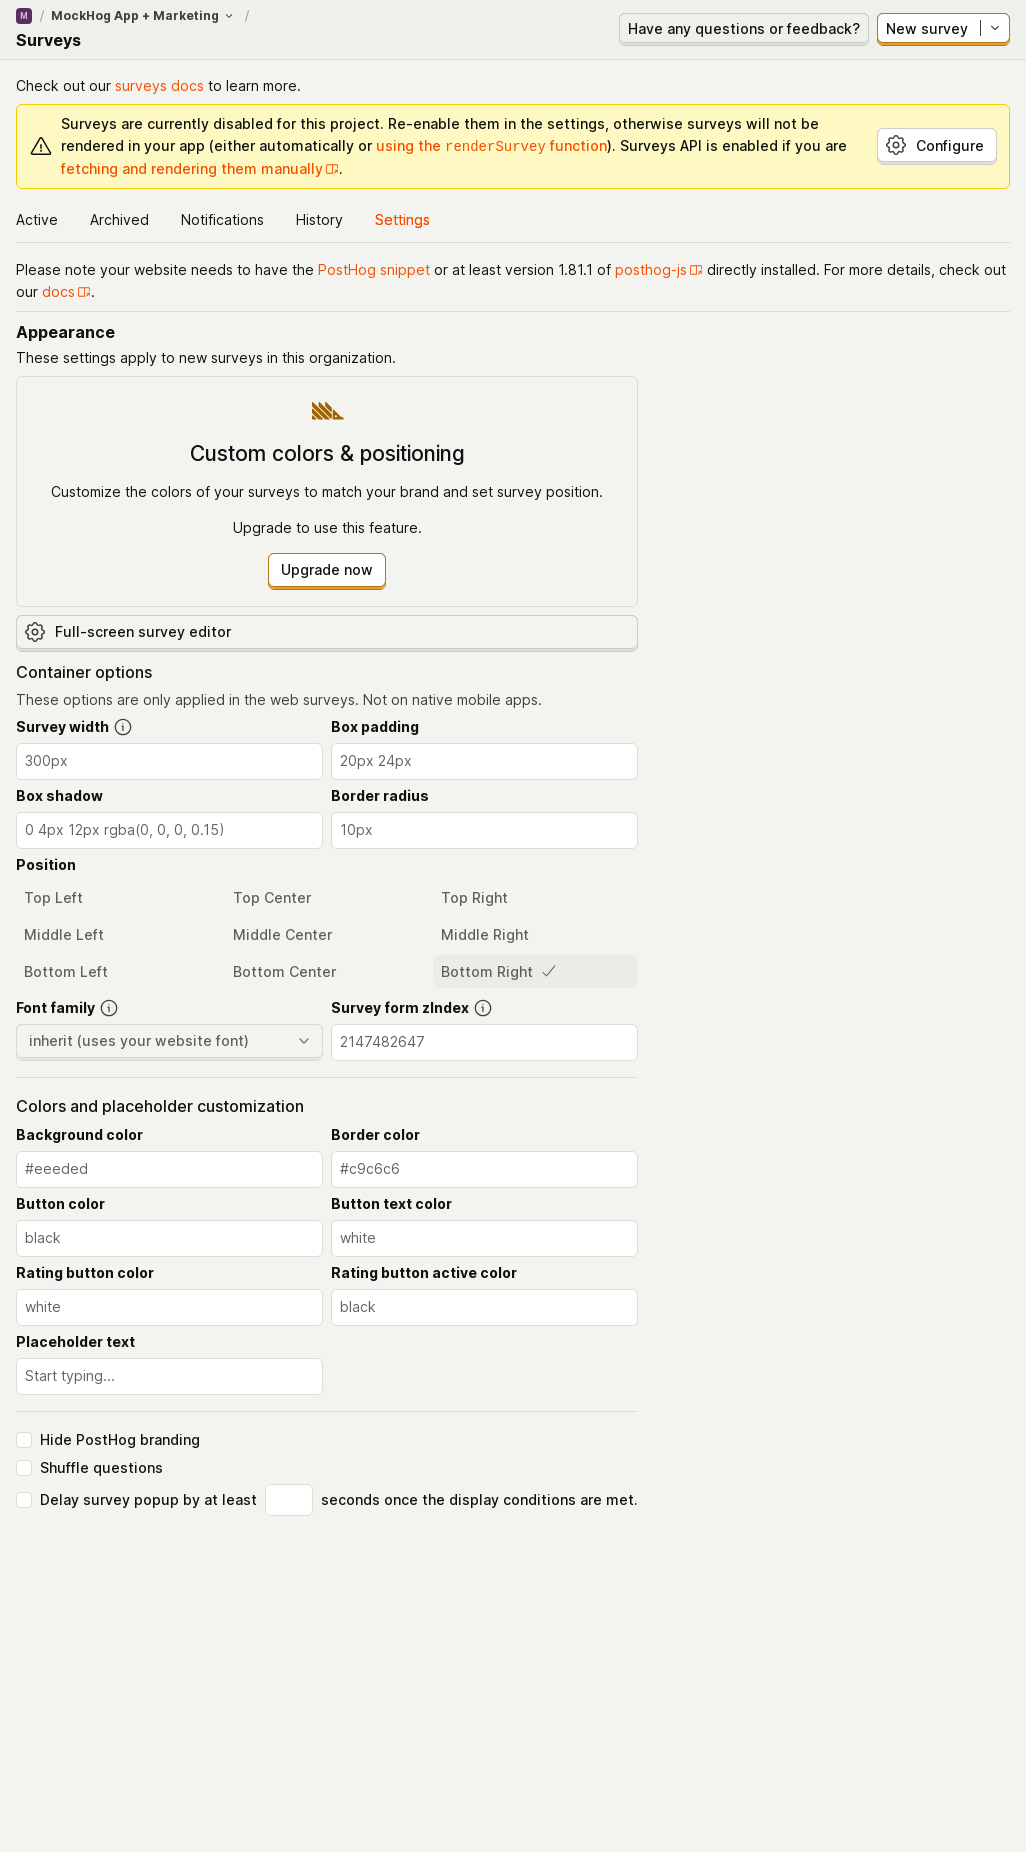 M / MockHog App + Marketing /
Surveys
Have any questions or feedback?
New survey
Check out our surveys docs to learn more.
Surveys are currently disabled for this project. Re-enable them in the settings, otherwise surveys will not be
rendered in your app (either automatically or using the renderSurvey function). Surveys API is enabled if you are
fetching and rendering them manually.
Configure
Active Archived Notifications History Settings
Please note your website needs to have the PostHog snippet or at least version 1.81.1 of posthog-js directly installed. For more details, check out
our docs.
Appearance
These settings apply to new surveys in this organization.
Custom colors & positioning
Customize the colors of your surveys to match your brand and set survey position.
Upgrade to use this feature.
Upgrade now
Full-screen survey editor
Container options
These options are only applied in the web surveys. Not on native mobile apps.
Survey width Box padding
300px 20px 24px
Box shadow Border radius
0 4px 12px rgba(0, 0, 0, 0.15) 10px
Position
Top Left Top Center Top Right
Middle Left Middle Center Middle Right
Bottom Left Bottom Center Bottom Right
Font family Survey form zIndex
inherit (uses your website font) 2147482647
Colors and placeholder customization
Background color Border color
#eeeded #c9c6c6
Button color Button text color
black white
Rating button color Rating button active color
white black
Placeholder text
Start typing...
Hide PostHog branding
Shuffle questions
Delay survey popup by at least seconds once the display conditions are met.